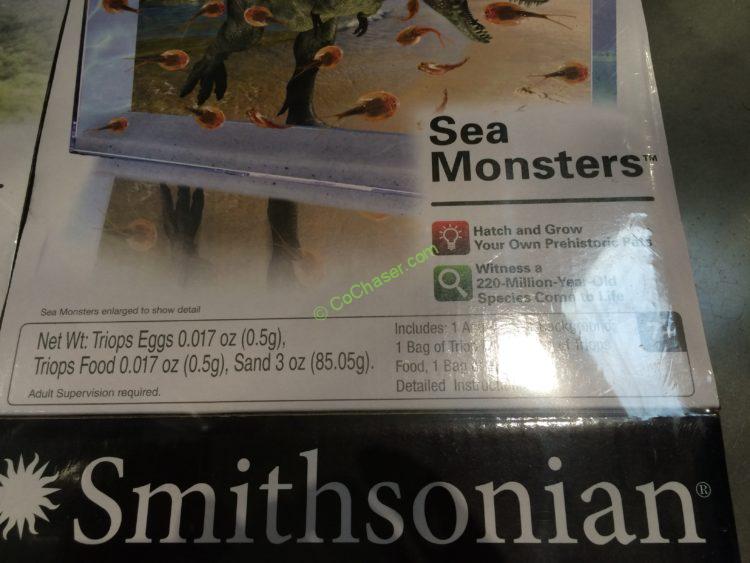 Sea
Monsters™
Hatch and Grow
Your Own Prehistoric Pets
Witness a
220-Million-Year-Old
Species Come to Life
© CoChaser.com
Sea Monsters enlarged to show detail
Net Wt: Triops Eggs 0.017 oz (0.5g),
Triops Food 0.017 oz (0.5g), Sand 3 oz (85.05g).
Adult Supervision required.
Includes: 1
1 Bag of Triops
Food, 1 Bag
Detailed
Smithsonian®